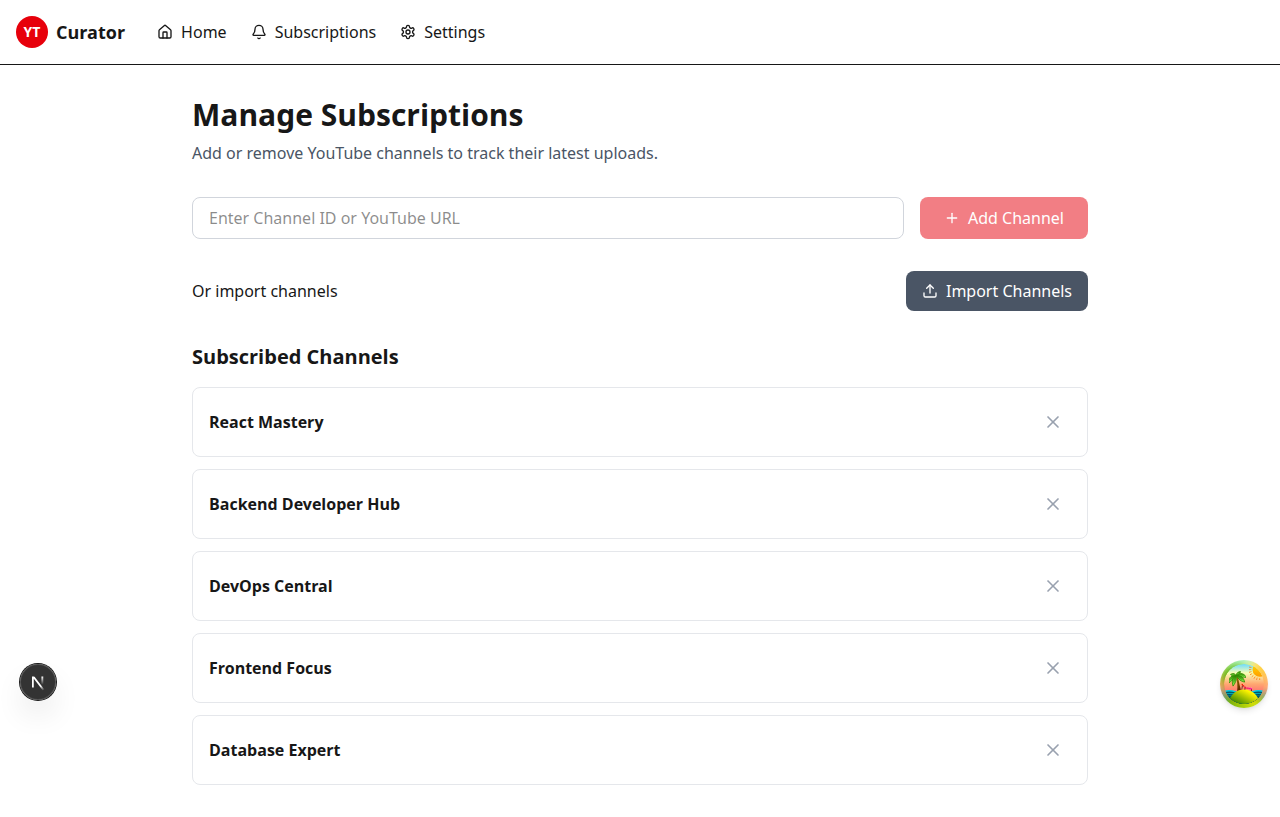 YT Curator Home Subscriptions Settings
Manage Subscriptions
Add or remove YouTube channels to track their latest uploads.
Enter Channel ID or YouTube URL
+ Add Channel
Or import channels
Import Channels
Subscribed Channels
React Mastery
Backend Developer Hub
DevOps Central
Frontend Focus
N
Database Expert